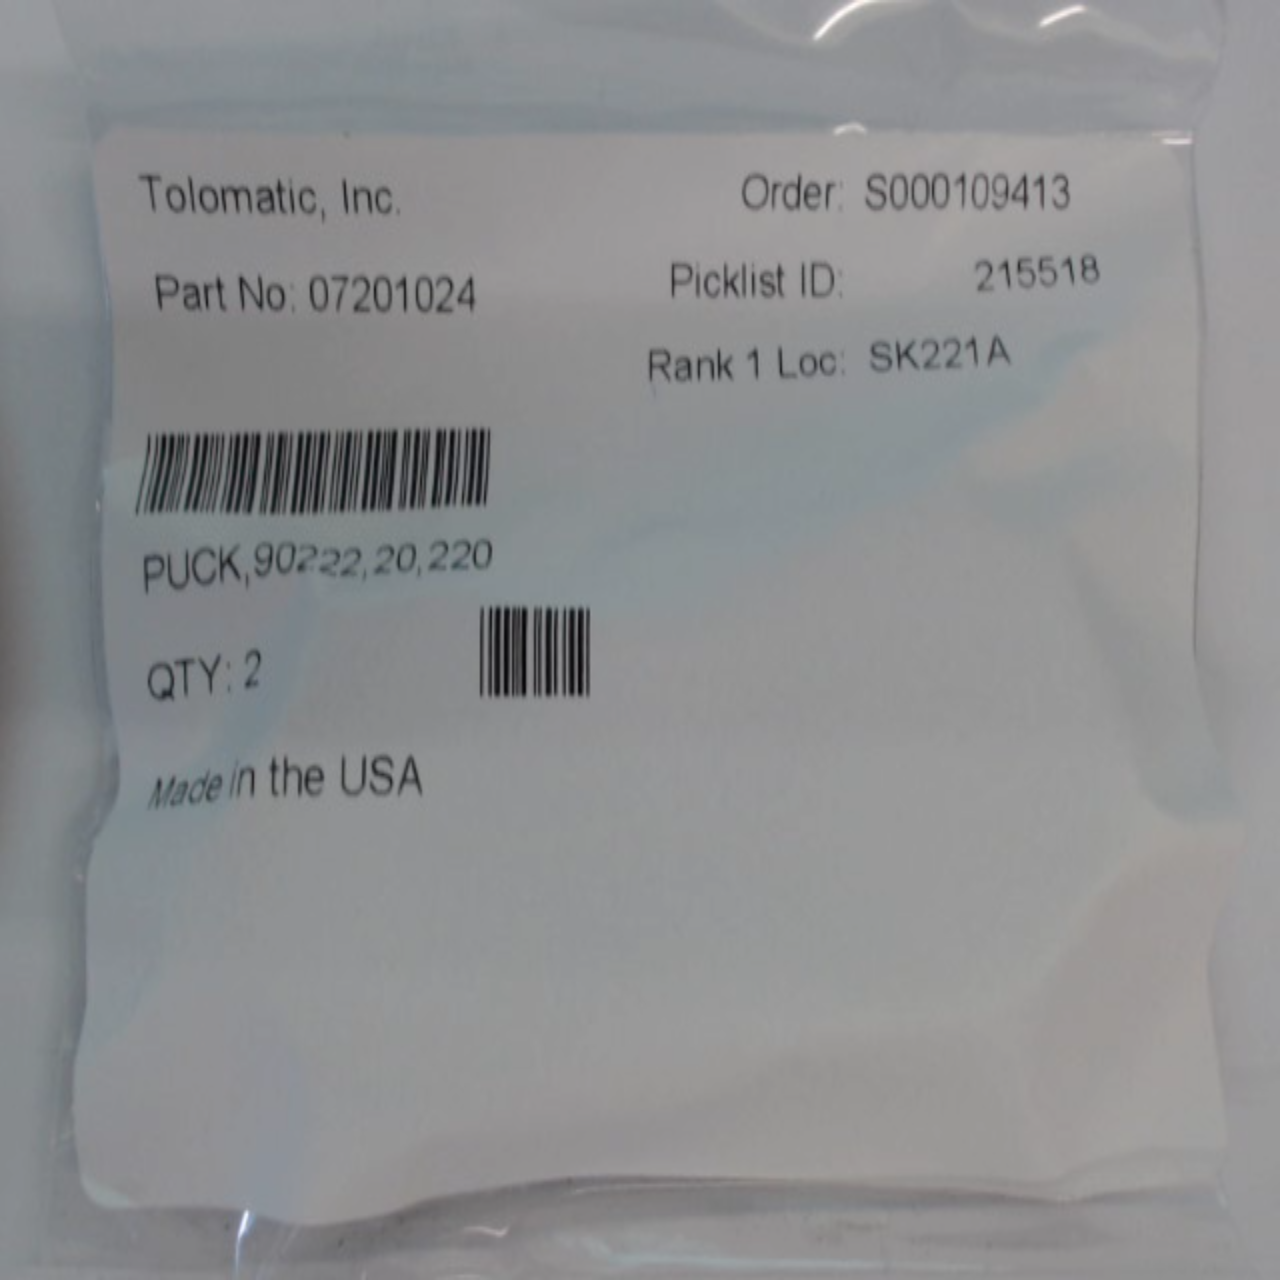 Tolomatic, Inc.
Order: S000109413
Part No: 07201024
Picklist ID: 215518
Rank 1 Loc: SK221A
PUCK,90222,20,220
QTY: 2
Made in the USA